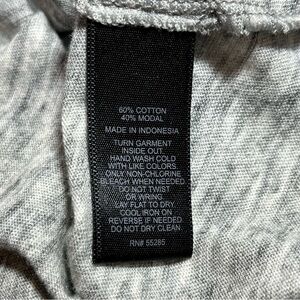 60% COTTON
40% MODAL
MADE IN INDONESIA
TURN GARMENT
INSIDE OUT.
HAND WASH COLD
WITH LIKE COLORS.
ONLY NON-CHLORINE
BLEACH WHEN NEEDED.
DO NOT TWIST
OR WRING.
LAY FLAT TO DRY.
COOL IRON ON
REVERSE IF NEEDED.
DO NOT DRY CLEAN.
RN# 55285